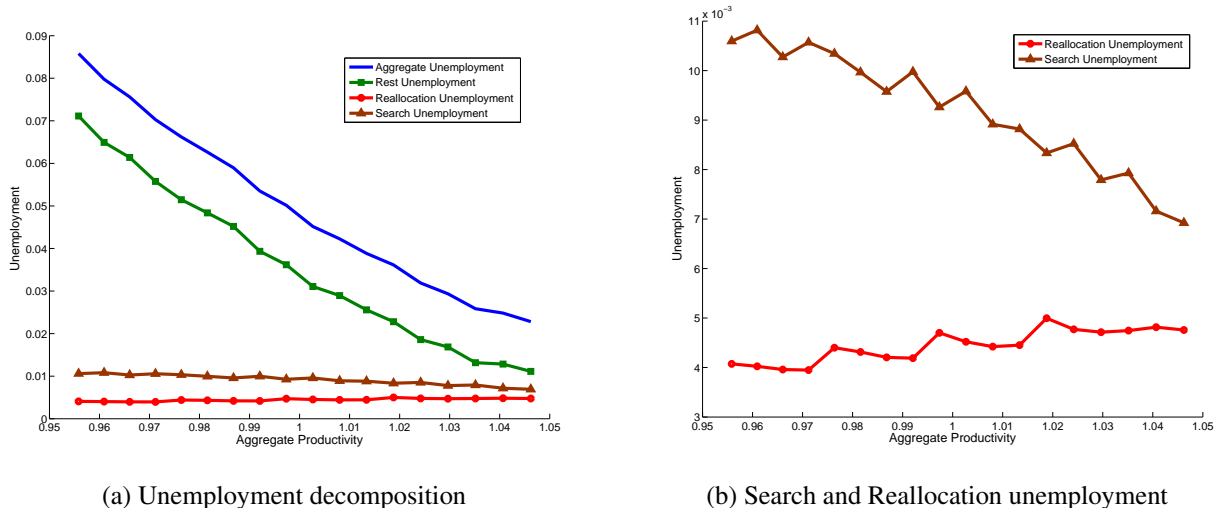 0.09
0.08
0.07
0.06
0.05
0.04
0.03
0.02
0.01
0
Unemployment
Aggregate Unemployment
Rest Unemployment
Reallocation Unemployment
Search Unemployment
0.95 0.96 0.97 0.98 0.99 1 1.01 1.02 1.03 1.04 1.05
Aggregate Productivity
(a) Unemployment decomposition
x 10⁻³
11
10
9
8
7
6
5
4
3
Unemployment
Reallocation Unemployment
Search Unemployment
0.95 0.96 0.97 0.98 0.99 1 1.01 1.02 1.03 1.04 1.05
Aggregate Productivity
(b) Search and Reallocation unemployment